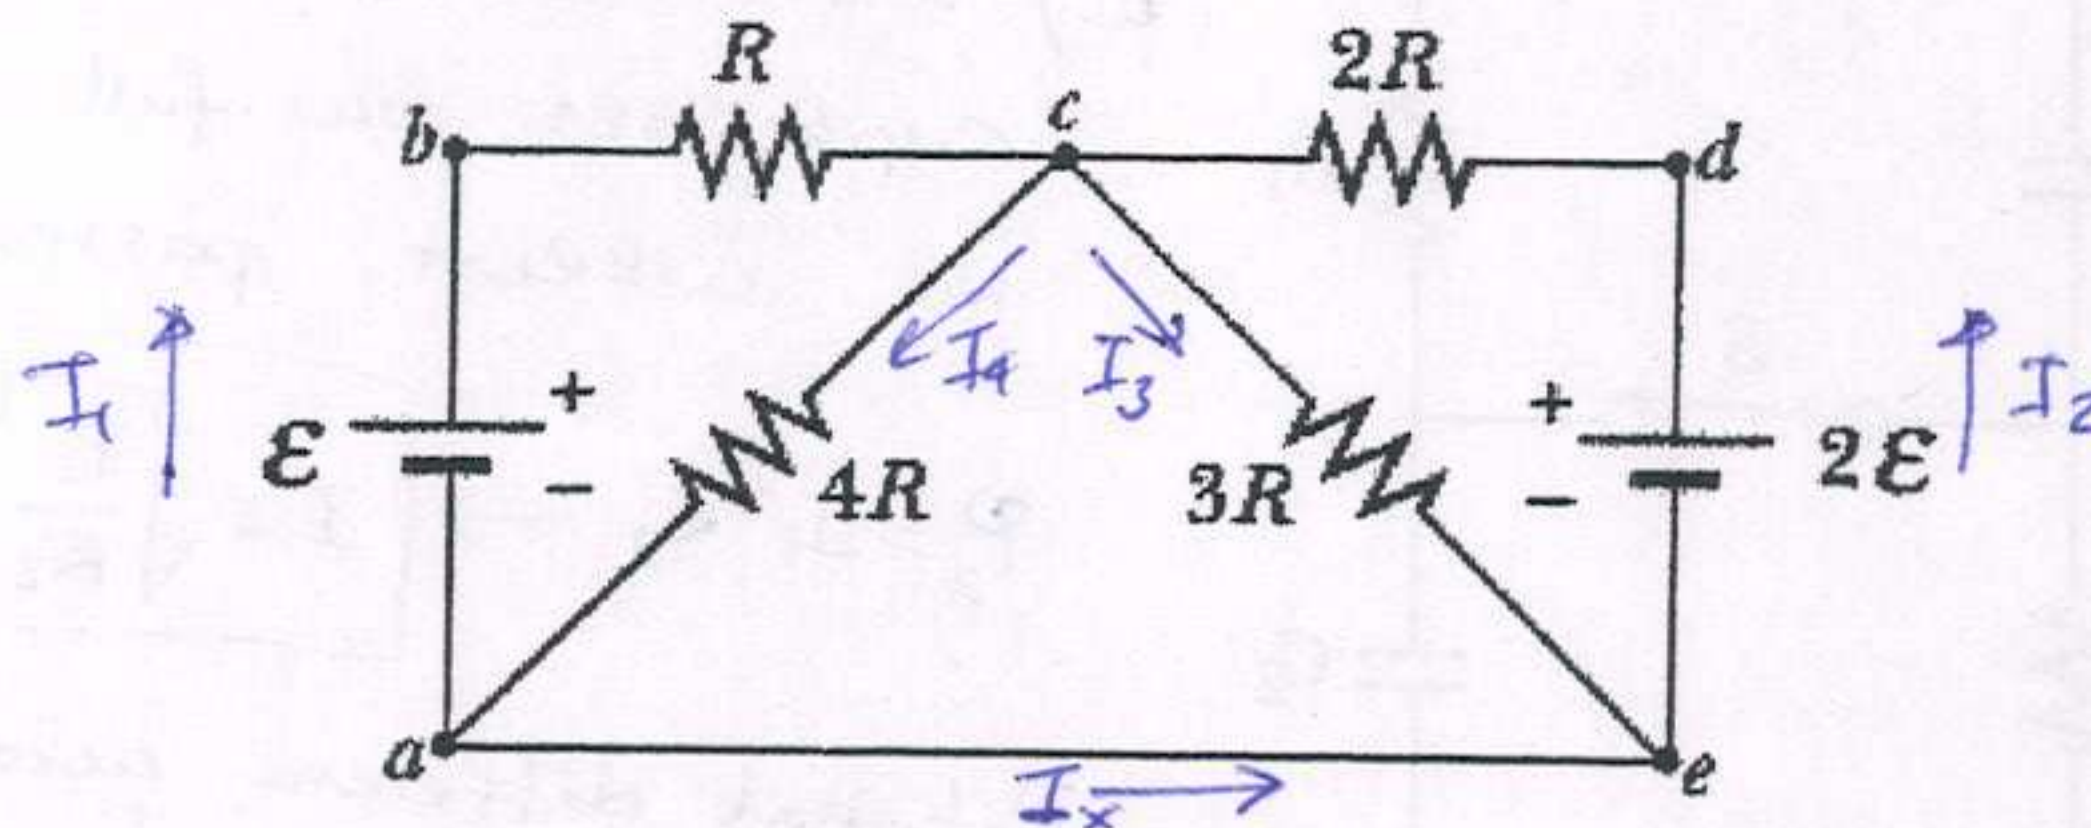 R
2R
b
c
d
I₁
ε
+
−
I₄
I₃
4R
3R
+
−
2ε
I₂
a
e
Iₓ